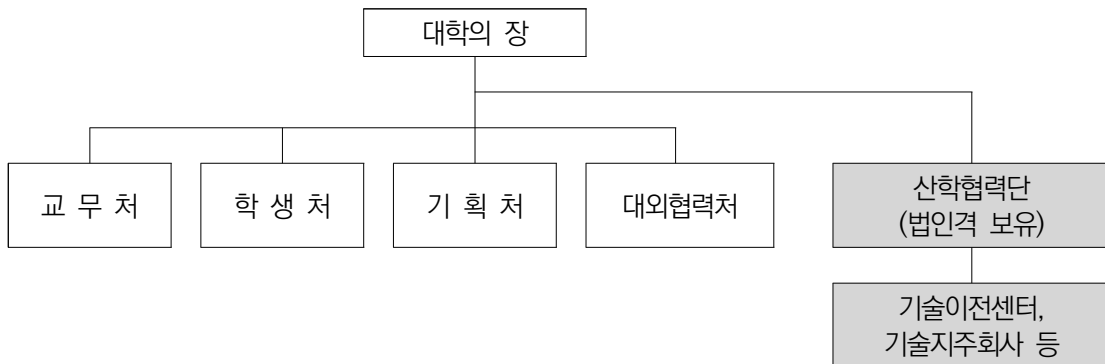 대학의 장
교 무 처
학 생 처
기 획 처
대외협력처
산학협력단
(법인격 보유)
기술이전센터,
기술지주회사 등